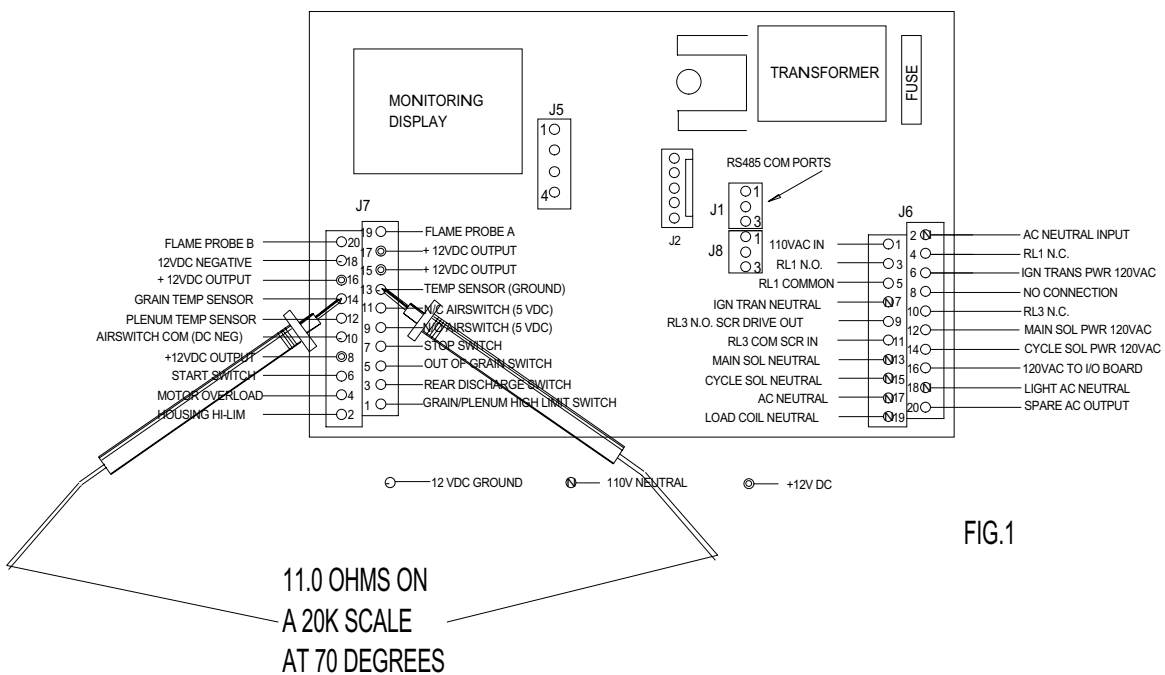 MONITORING
DISPLAY
J5
1
4
TRANSFORMER
FUSE
RS485 COM PORTS
J2
J1
1
3
J8
1
3
J7
FLAME PROBE B
20
12VDC NEGATIVE
18
+ 12VDC OUTPUT
16
GRAIN TEMP SENSOR
14
PLENUM TEMP SENSOR
12
AIRSWITCH COM (DC NEG)
10
+12VDC OUTPUT
8
START SWITCH
6
MOTOR OVERLOAD
4
HOUSING HI-LIM
2
19
FLAME PROBE A
17
+ 12VDC OUTPUT
15
+ 12VDC OUTPUT
13
TEMP SENSOR (GROUND)
11
N/C AIRSWITCH (5 VDC)
9
N/O AIRSWITCH (5 VDC)
7
STOP SWITCH
5
OUT OF GRAIN SWITCH
3
REAR DISCHARGE SWITCH
1
GRAIN/PLENUM HIGH LIMIT SWITCH
J6
110VAC IN
1
RL1 N.O.
3
RL1 COMMON
5
IGN TRAN NEUTRAL
7
RL3 N.O. SCR DRIVE OUT
9
RL3 COM SCR IN
11
MAIN SOL NEUTRAL
13
CYCLE SOL NEUTRAL
15
AC NEUTRAL
17
LOAD COIL NEUTRAL
19
2
AC NEUTRAL INPUT
4
RL1 N.C.
6
IGN TRANS PWR 120VAC
8
NO CONNECTION
10
RL3 N.C.
12
MAIN SOL PWR 120VAC
14
CYCLE SOL PWR 120VAC
16
120VAC TO I/O BOARD
18
LIGHT AC NEUTRAL
20
SPARE AC OUTPUT
12 VDC GROUND
N
110V NEUTRAL
+12V DC
FIG.1
11.0 OHMS ON
A 20K SCALE
AT 70 DEGREES